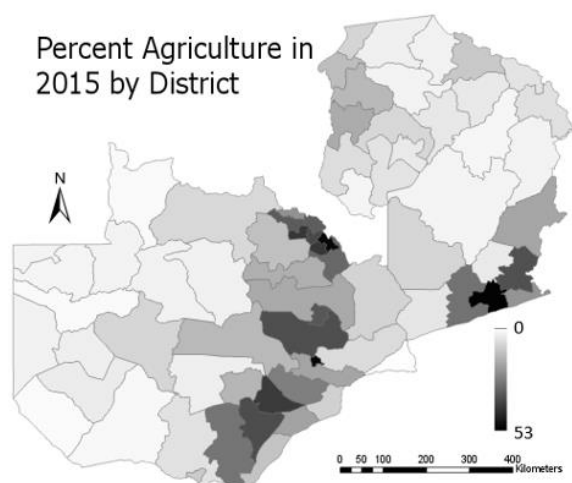 Percent Agriculture in
2015 by District
N
0
53
0 50 100 200 300 400
Kilometers